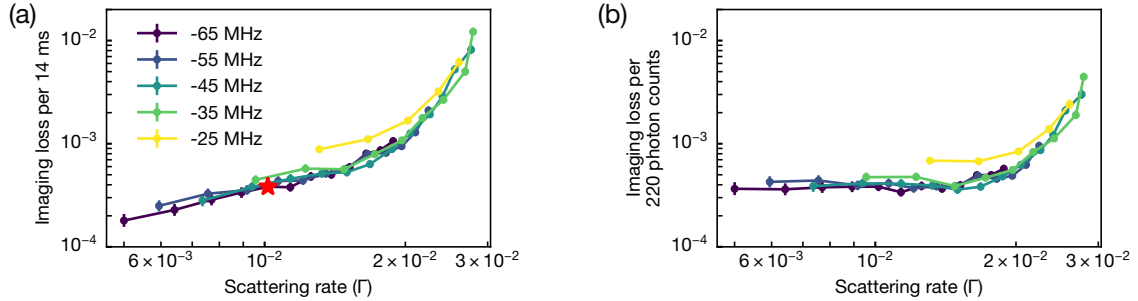 (a)
Imaging loss per 14 ms
10⁻²
10⁻³
10⁻⁴
-65 MHz
-55 MHz
-45 MHz
-35 MHz
-25 MHz
6 × 10⁻³
10⁻²
2 × 10⁻²
3 × 10⁻²
Scattering rate (Γ)
(b)
Imaging loss per
220 photon counts
10⁻²
10⁻³
10⁻⁴
6 × 10⁻³
10⁻²
2 × 10⁻²
3 × 10⁻²
Scattering rate (Γ)